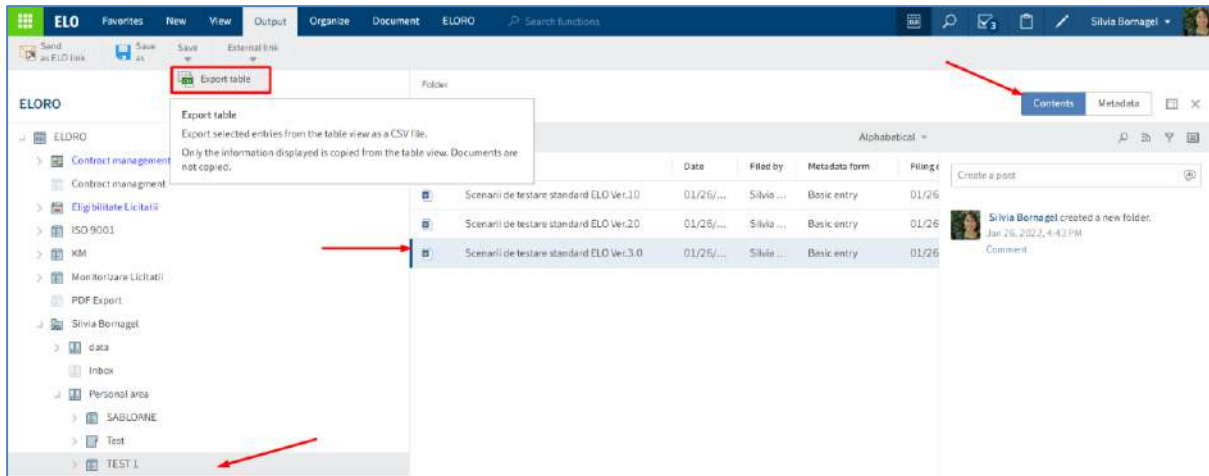 ELO Favorites New View Output Organize Document ELORO Search functions Silvia Bornagel
3
Send as ELO link
Save as
Save
External link
Export table
Folder
ELORO
Contents Metadata
Export table
Export selected entries from the table view as a CSV file.
Only the information displayed is copied from the table view. Documents are
not copied.
Alphabetical
Date Filed by Metadata form Filing
Scenarii de testare standard ELO Ver.10 01/26/... Silvia ... Basic entry 01/26
Scenarii de testare standard ELO Ver.20 01/26/... Silvia ... Basic entry 01/26
Scenarii de testare standard ELO Ver.3.0 01/26/... Silvia ... Basic entry 01/26
Create a post
Silvia Bornagel created a new folder.
Jan 26, 2022, 4:43 PM
Comment
ELORO
Contract management
Contract managment
Eligibilitate Licitatii
ISO 9001
KM
Monitorizare Licitatii
PDF Export
Silvia Bornagel
data
Inbox
Personal area
SABLOANE
Test
TEST 1